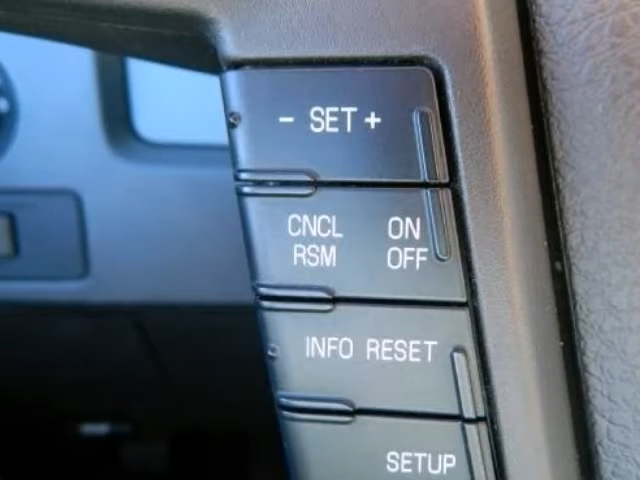 - SET +
CNCL ON
RSM OFF
INFO RESET
SETUP